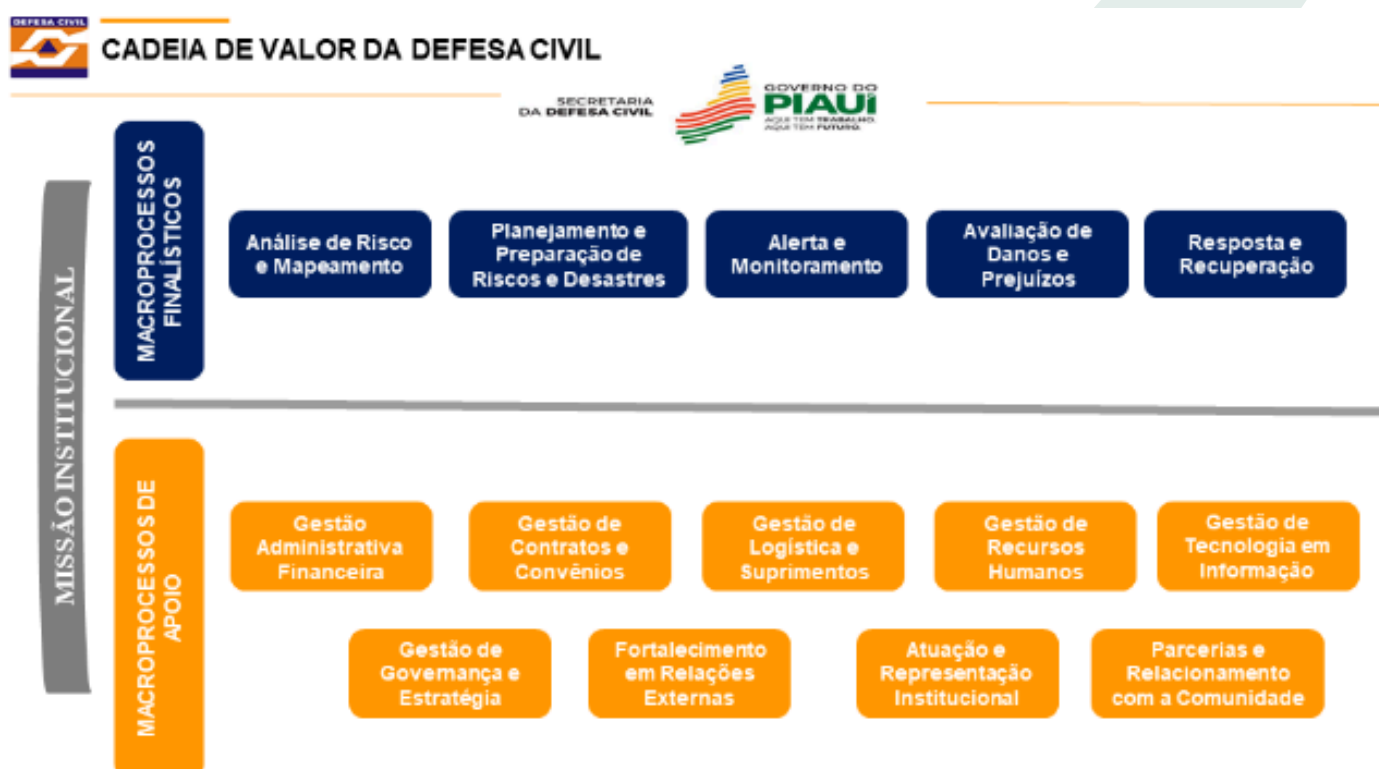 DEFESA CIVIL
CADEIA DE VALOR DA DEFESA CIVIL
SECRETARIA
DA DEFESA CIVIL
GOVERNO DO
PIAUÍ
AQUI TEM TRABALHO.
AQUI TEM FUTURO.
MISSÃO INSTITUCIONAL
MACROPROCESSOS
FINALÍSTICOS
Análise de Risco
e Mapeamento
Planejamento e
Preparação de
Riscos e Desastres
Alerta e
Monitoramento
Avaliação de
Danos e
Prejuízos
Resposta e
Recuperação
MACROPROCESSOS DE
APOIO
Gestão
Administrativa
Financeira
Gestão de
Contratos e
Convênios
Gestão de
Logística e
Suprimentos
Gestão de
Recursos
Humanos
Gestão de
Tecnologia em
Informação
Gestão de
Governança e
Estratégia
Fortalecimento
em Relações
Externas
Atuação e
Representação
Institucional
Parcerias e
Relacionamento
com a Comunidade